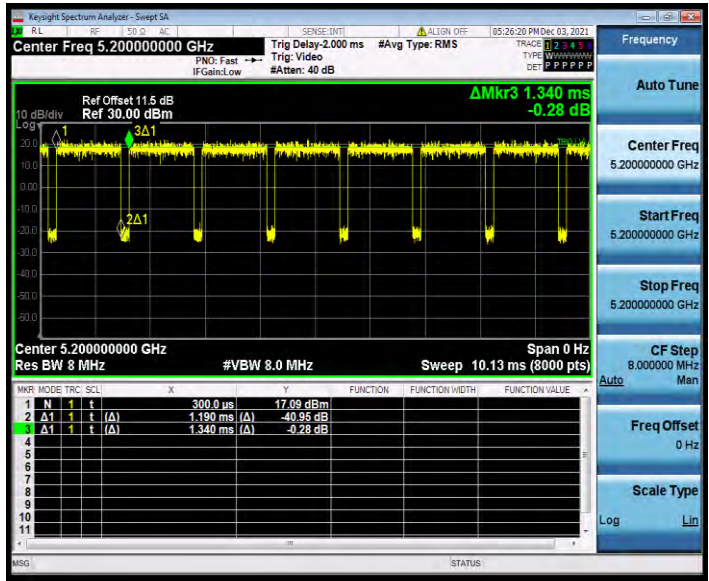 Keysight Spectrum Analyzer - Swept SA
RL RF 50 Ω AC SENSE:INT ALIGN OFF 05:26:20 PM Dec 03, 2021
Center Freq 5.200000000 GHz
PNO: Fast
IFGain:Low
Trig Delay-2.000 ms
Trig: Video
#Atten: 40 dB
#Avg Type: RMS
TRACE 1 2 3 4 5 6
TYPE WWWWWW
DET P P P P P P
Frequency
Auto Tune
Center Freq
5.200000000 GHz
Start Freq
5.200000000 GHz
Stop Freq
5.200000000 GHz
CF Step
8.000000 MHz
Auto Man
Freq Offset
0 Hz
Scale Type
Log Lin
ΔMkr3 1.340 ms
-0.28 dB
Ref Offset 11.5 dB
10 dB/div Ref 30.00 dBm
Log
1 3Δ1
2Δ1
20.0
10.0
0.00
-10.0
-20.0
-30.0
-40.0
-50.0
-60.0
Center 5.200000000 GHz Span 0 Hz
Res BW 8 MHz #VBW 8.0 MHz Sweep 10.13 ms (8000 pts)
MKR MODE TRC SCL X Y FUNCTION FUNCTION WIDTH FUNCTION VALUE
1 N 1 t 300.0 µs 17.09 dBm
2 Δ1 1 t (Δ) 1.190 ms (Δ) -40.95 dB
3 Δ1 1 t (Δ) 1.340 ms (Δ) -0.28 dB
4
5
6
7
8
9
10
11
MSG STATUS